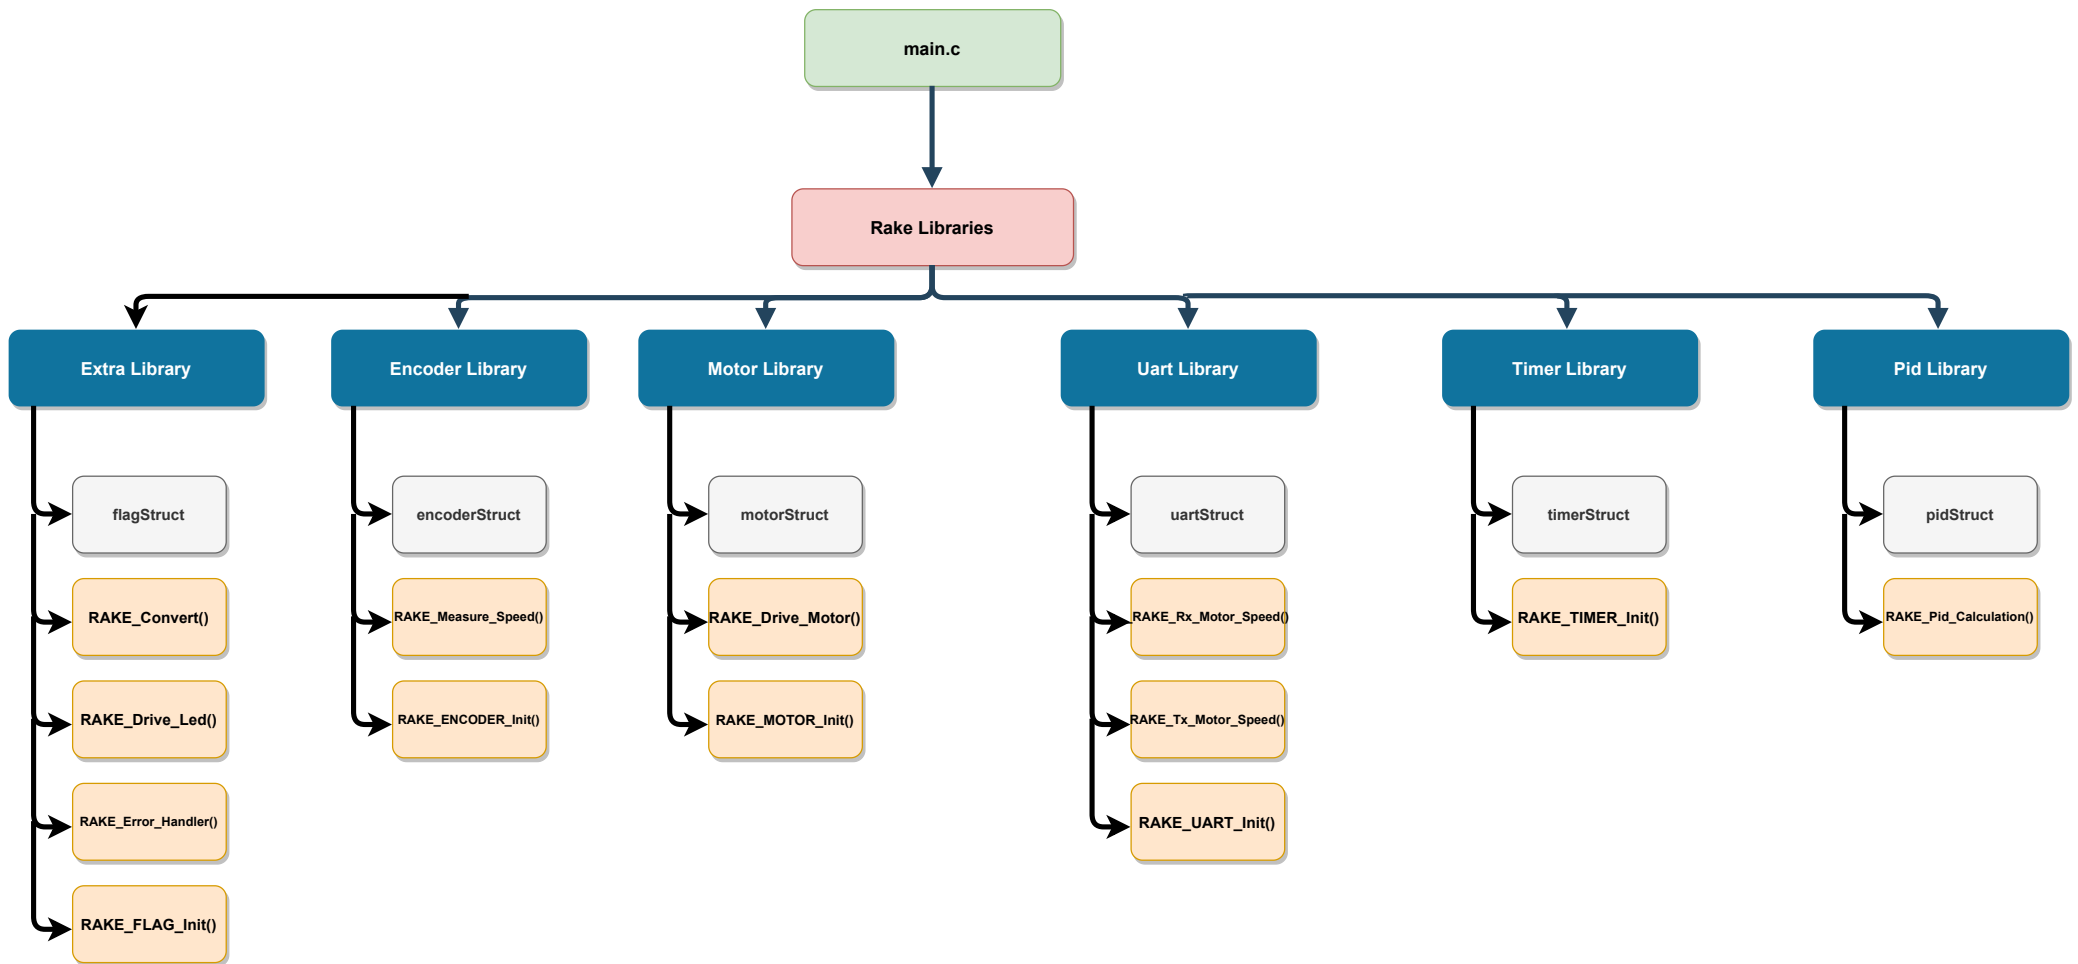 main.c
Rake Libraries
Extra Library
Encoder Library
Motor Library
Uart Library
Timer Library
Pid Library
flagStruct
encoderStruct
motorStruct
uartStruct
timerStruct
pidStruct
RAKE_Convert()
RAKE_Measure_Speed()
RAKE_Drive_Motor()
RAKE_Rx_Motor_Speed()
RAKE_TIMER_Init()
RAKE_Pid_Calculation()
RAKE_Drive_Led()
RAKE_ENCODER_Init()
RAKE_MOTOR_Init()
RAKE_Tx_Motor_Speed()
RAKE_Error_Handler()
RAKE_UART_Init()
RAKE_FLAG_Init()